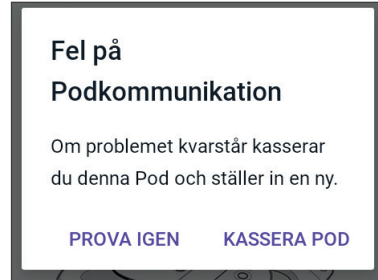 Fel på
Podkommunikation
Om problemet kvarstår kasserar
du denna Pod och ställer in en ny.
PROVA IGEN KASSERA POD